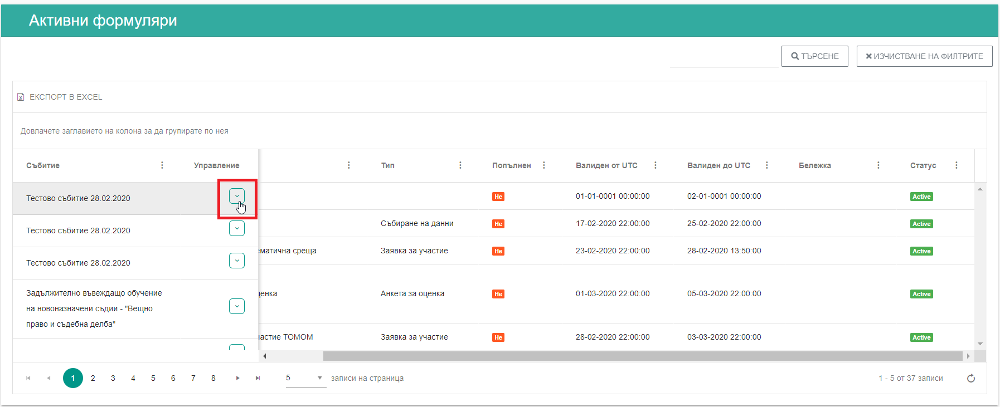 Активни формуляри
ТЪРСЕНЕ
ИЗЧИСТВАНЕ НА ФИЛТРИТЕ
ЕКСПОРТ В EXCEL
Довлачете заглавието на колона за да групирате по нея
Събитие Управление Тип Попълнен Валиден от UTC Валиден до UTC Бележка Статус
Тестово събитие 28.02.2020 Не 01-01-0001 00:00:00 02-01-0001 00:00:00 Active
Тестово събитие 28.02.2020 Събиране на данни Не 17-02-2020 22:00:00 25-02-2020 22:00:00 Active
Тестово събитие 28.02.2020 ематична среща Заявка за участие Не 23-02-2020 22:00:00 28-02-2020 13:50:00 Active
Задължително въвеждащо обучение
на новоназначени съдии - "Вещно
право и съдебна делба"
ценка Анкета за оценка Не 01-03-2020 22:00:00 05-03-2020 22:00:00 Active
частие ТОМОМ Заявка за участие Не 28-02-2020 22:00:00 03-03-2020 22:00:00 Active
1 2 3 4 5 6 7 8 5 записи на страница 1 - 5 от 37 записи